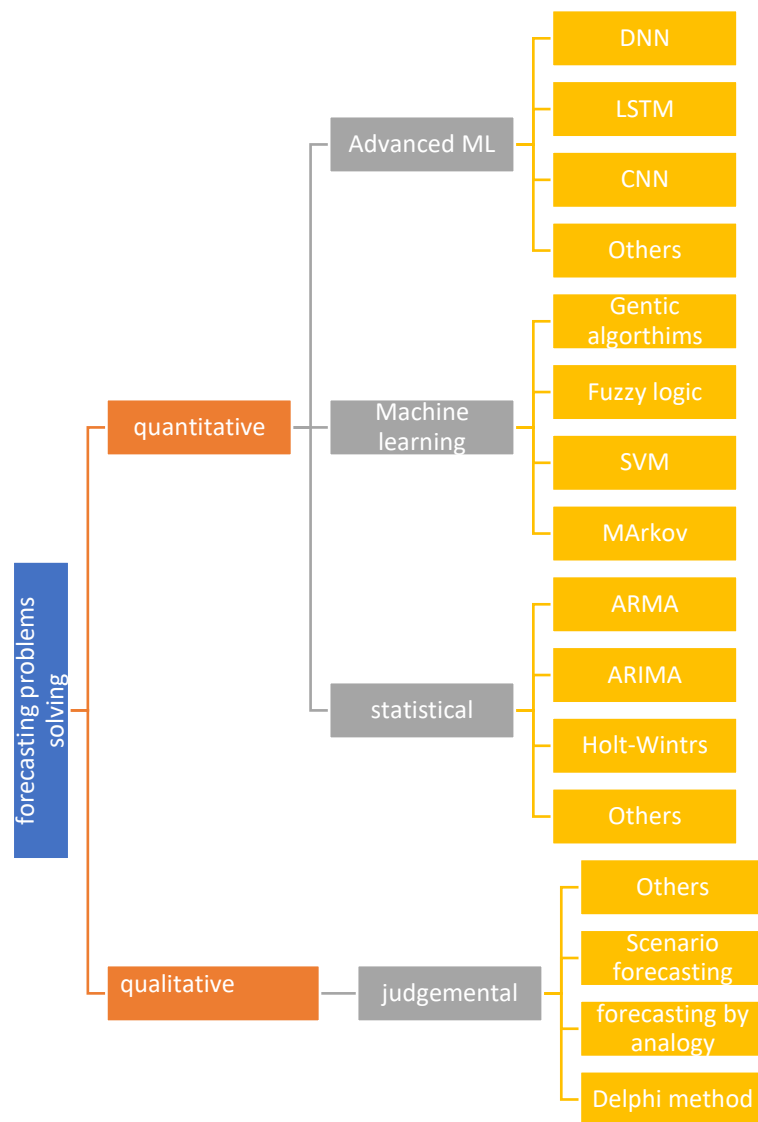 forecasting problems
solving
quantitative
Advanced ML
DNN
LSTM
CNN
Others
Machine
learning
Gentic
algorthims
Fuzzy logic
SVM
MArkov
statistical
ARMA
ARIMA
Holt-Wintrs
Others
qualitative
judgemental
Others
Scenario
forecasting
forecasting by
analogy
Delphi method